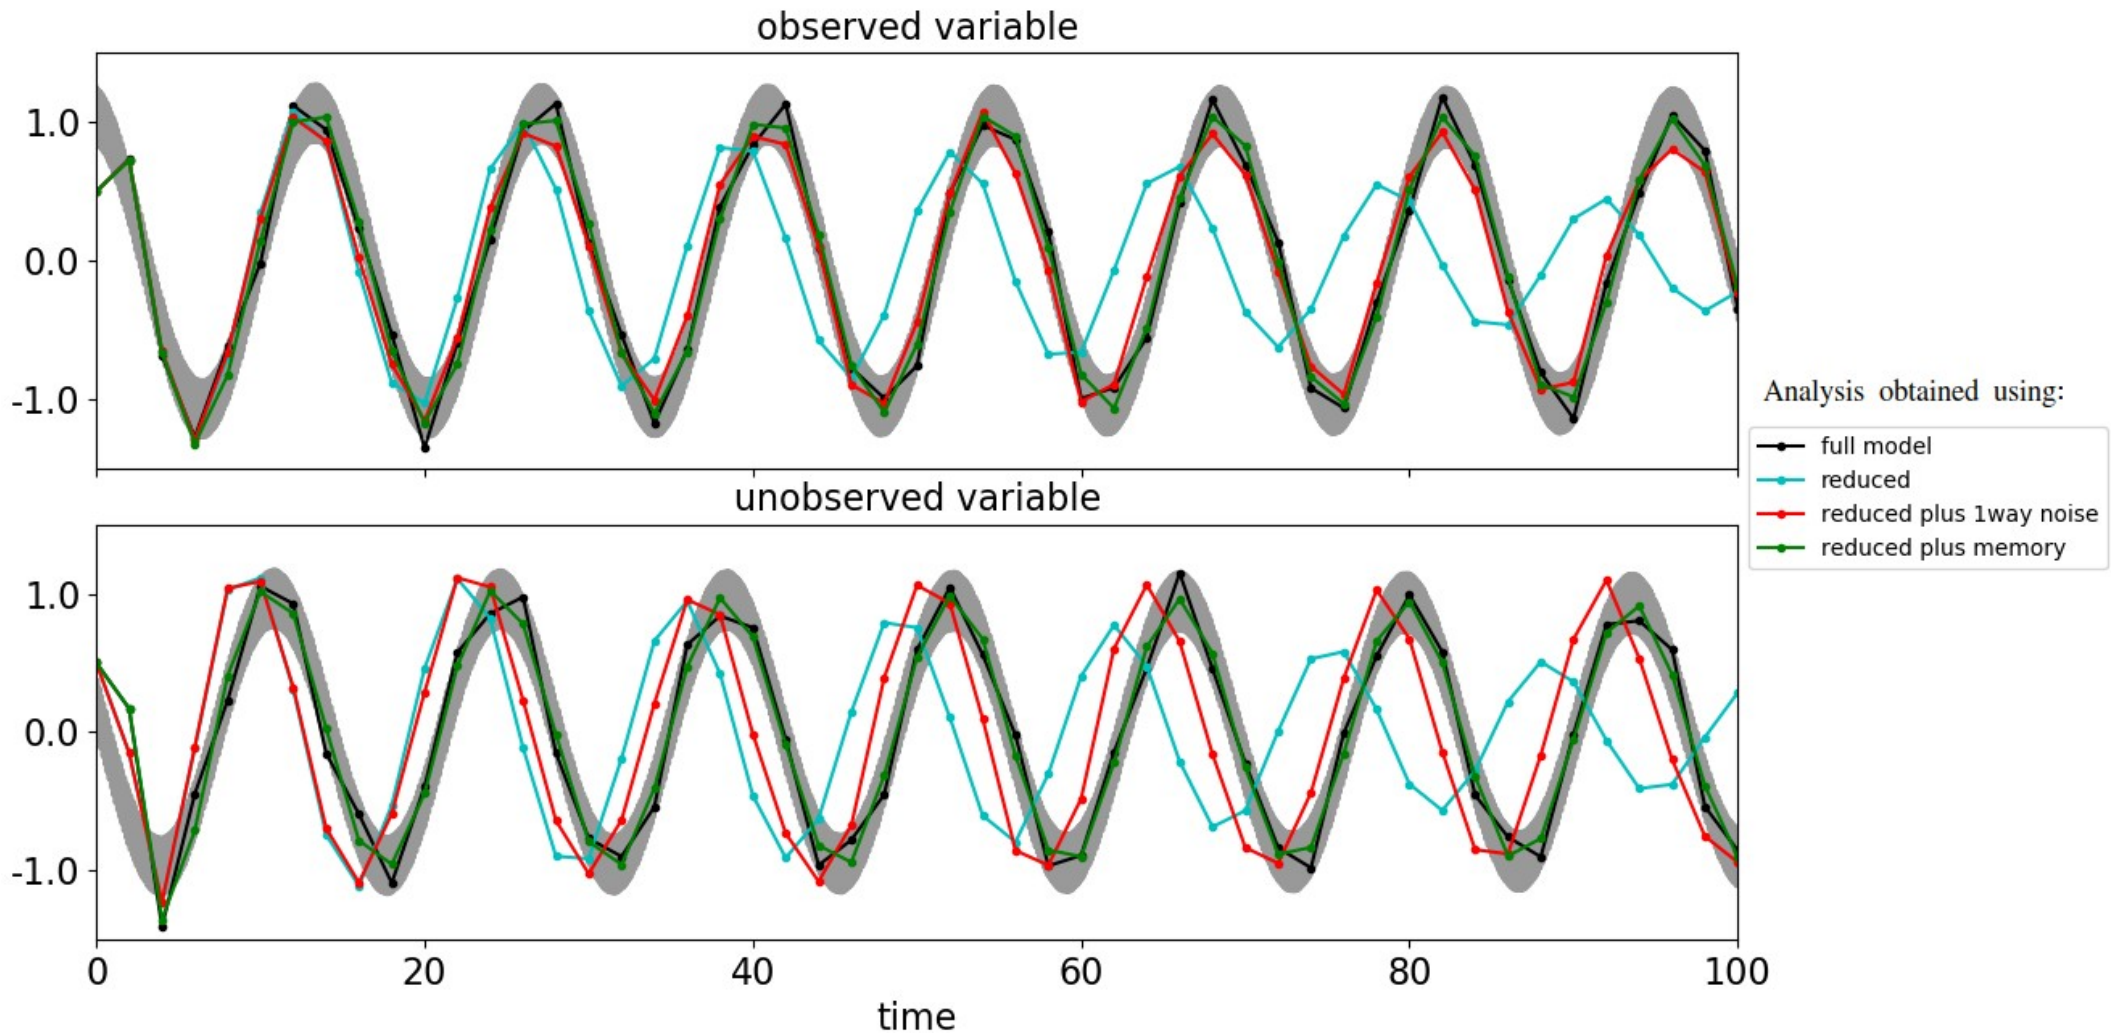 observed variable
1.0
0.0
-1.0
unobserved variable
1.0
0.0
-1.0
0 20 40 60 80 100
time
Analysis obtained using:
full model
reduced
reduced plus 1way noise
reduced plus memory